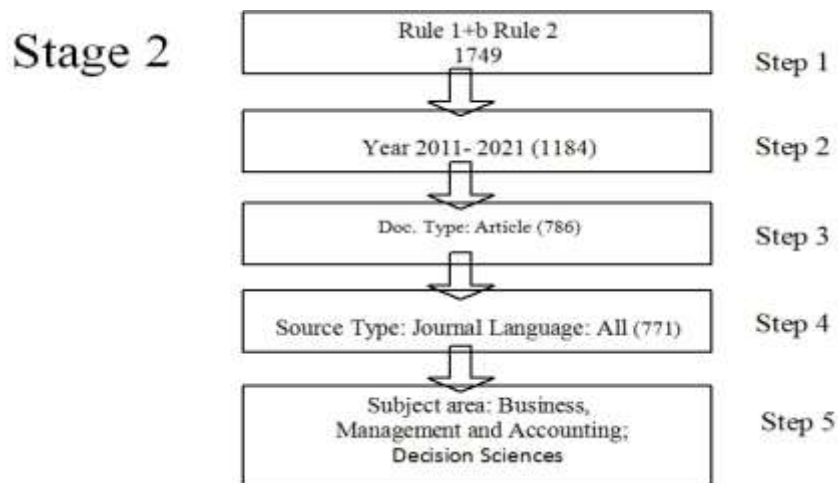 Stage 2
Rule 1+b Rule 2
1749
Step 1
Year 2011- 2021 (1184)
Step 2
Doc. Type: Article (786)
Step 3
Source Type: Journal Language: All (771)
Step 4
Subject area: Business,
Management and Accounting;
Decision Sciences
Step 5